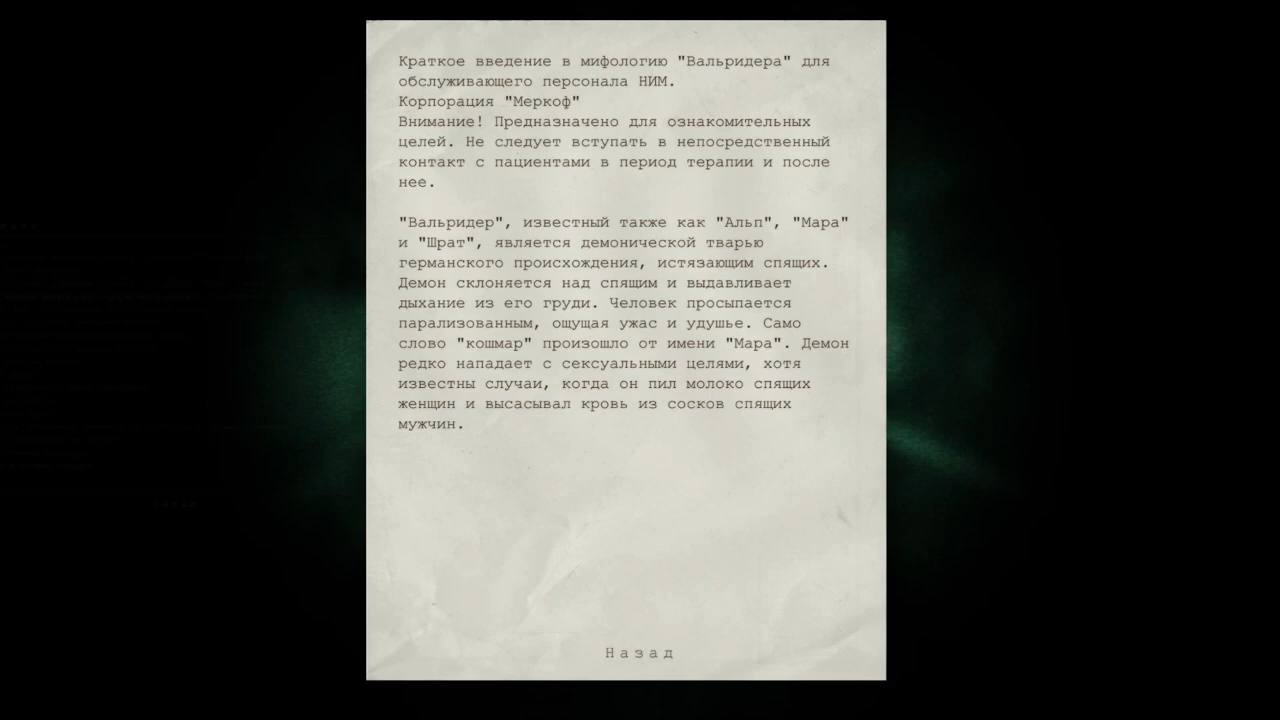 Краткое введение в мифологию "Вальридера" для
обслуживающего персонала НИМ.
Корпорация "Меркоф"
Внимание! Предназначено для ознакомительных
целей. Не следует вступать в непосредственный
контакт с пациентами в период терапии и после
нее.
"Вальридер", известный также как "Альп", "Мара"
и "Шрат", является демонической тварью
германского происхождения, истязающим спящих.
Демон склоняется над спящим и выдавливает
дыхание из его груди. Человек просыпается
парализованным, ощущая ужас и удушье. Само
слово "кошмар" произошло от имени "Мара". Демон
редко нападает с сексуальными целями, хотя
известны случаи, когда он пил молоко спящих
женщин и высасывал кровь из сосков спящих
мужчин.
Назад